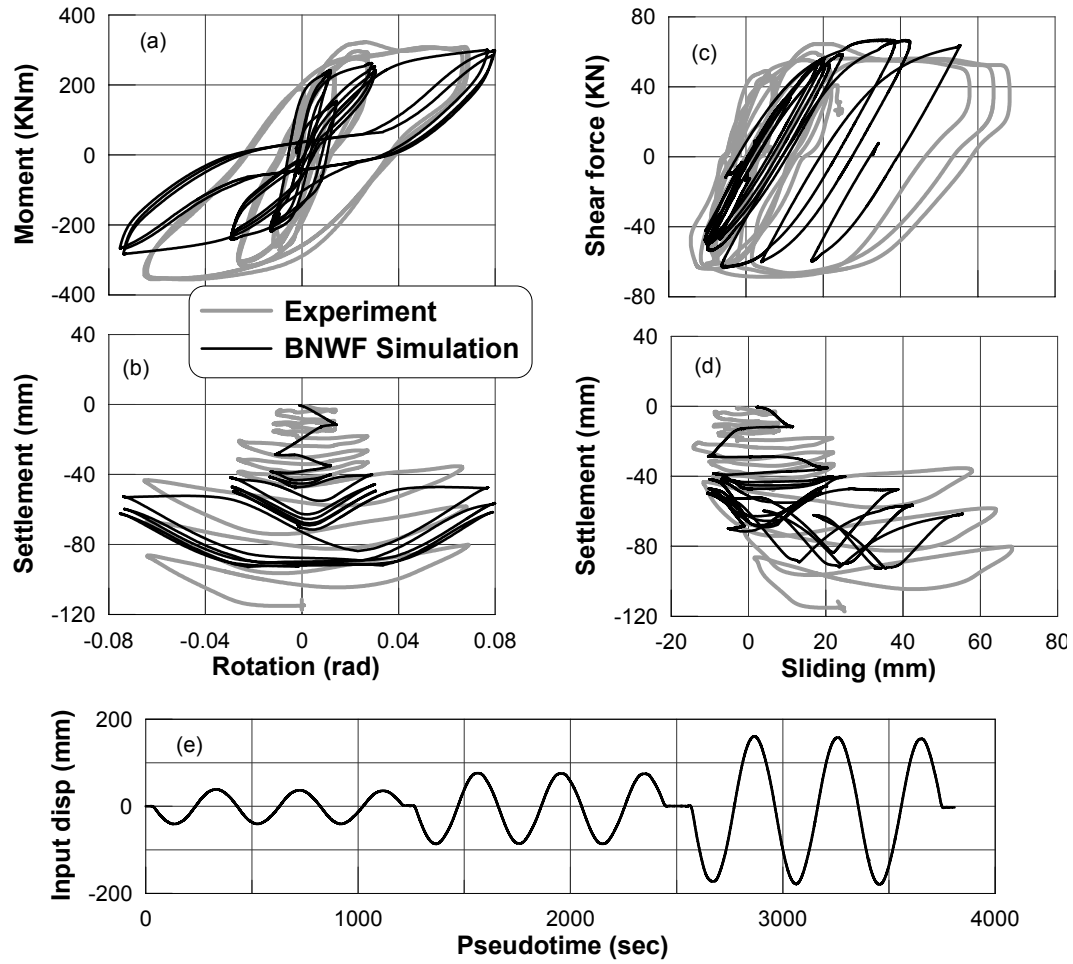 400
200
0
-200
-400
Moment (KNm)
(a)
80
40
0
-40
-80
Shear force (KN)
(c)
Experiment
BNWF Simulation
40
0
-40
-80
-120
Settlement (mm)
(b)
-0.08
-0.04
0
0.04
0.08
Rotation (rad)
40
0
-40
-80
-120
Settlement (mm)
(d)
-20
0
20
40
60
80
Sliding (mm)
200
0
-200
Input disp (mm)
(e)
0
1000
2000
3000
4000
Pseudotime (sec)